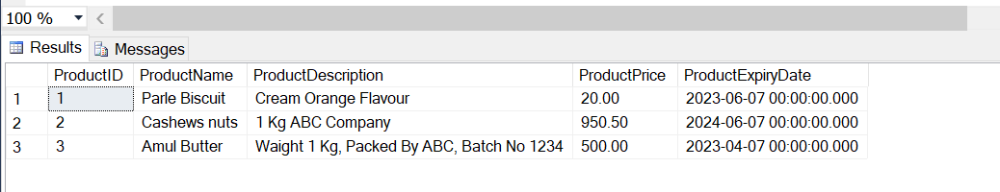 100 %
Results Messages
ProductID ProductName ProductDescription ProductPrice ProductExpiryDate
1 1 Parle Biscuit Cream Orange Flavour 20.00 2023-06-07 00:00:00.000
2 2 Cashews nuts 1 Kg ABC Company 950.50 2024-06-07 00:00:00.000
3 3 Amul Butter Waight 1 Kg, Packed By ABC, Batch No 1234 500.00 2023-04-07 00:00:00.000